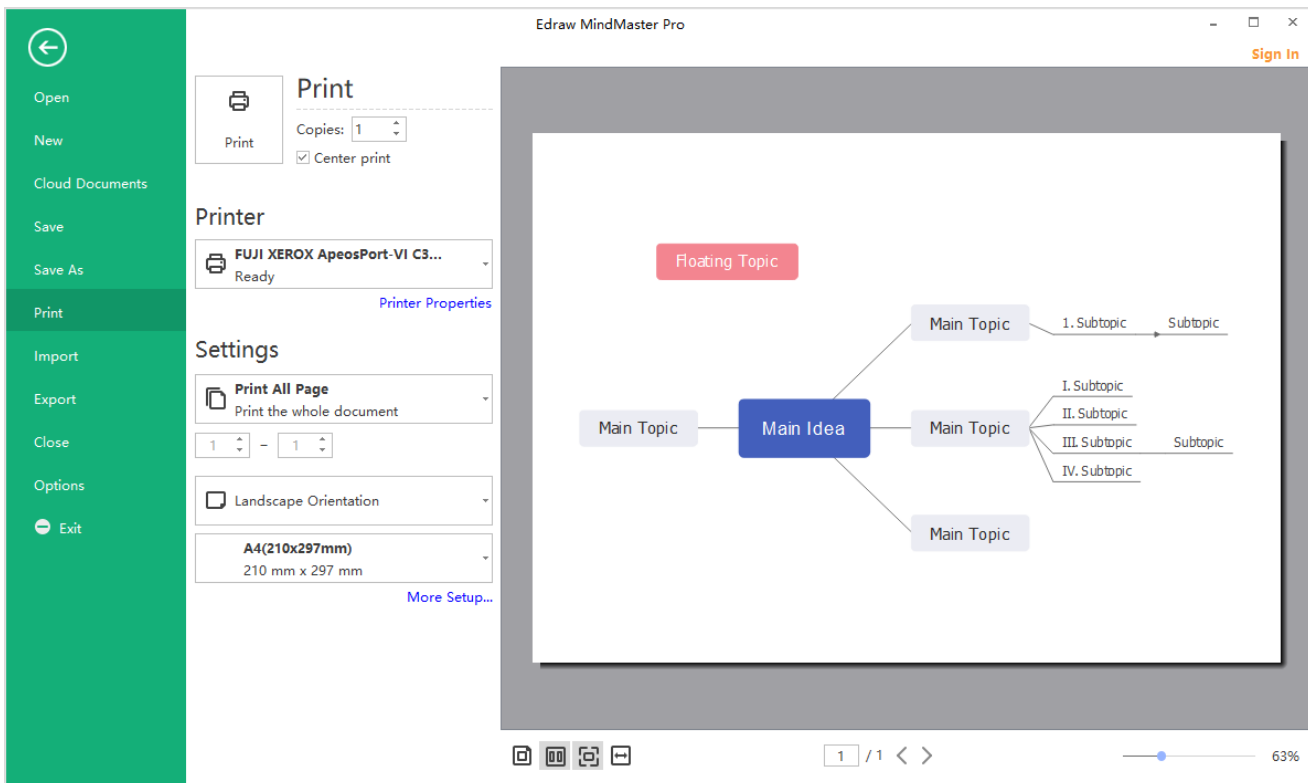 Edraw MindMaster Pro
Sign In
Open
New
Cloud Documents
Save
Save As
Print
Import
Export
Close
Options
Exit
Print
Print
Copies: 1
Center print
Printer
FUJI XEROX ApeosPort-VI C3...
Ready
Printer Properties
Settings
Print All Page
Print the whole document
1 – 1
Landscape Orientation
A4(210x297mm)
210 mm x 297 mm
More Setup...
Floating Topic
Main Topic
1. Subtopic
Subtopic
I. Subtopic
II. Subtopic
Main Topic
Main Idea
Main Topic
III. Subtopic
Subtopic
IV. Subtopic
Main Topic
1 / 1
63%